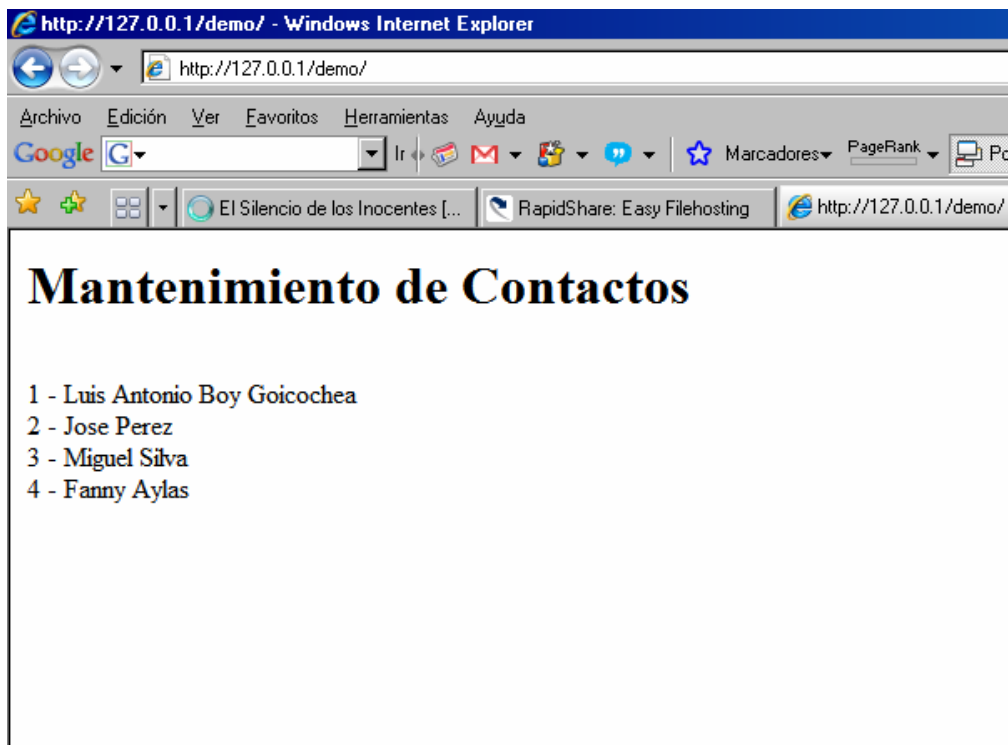 http://127.0.0.1/demo/ - Windows Internet Explorer
http://127.0.0.1/demo/
Archivo Edición Ver Favoritos Herramientas Ayuda
Google G Ir Marcadores PageRank
El Silencio de los Inocentes [... RapidShare: Easy Filehosting http://127.0.0.1/demo/
Mantenimiento de Contactos
1 - Luis Antonio Boy Goicochea
2 - Jose Perez
3 - Miguel Silva
4 - Fanny Aylas